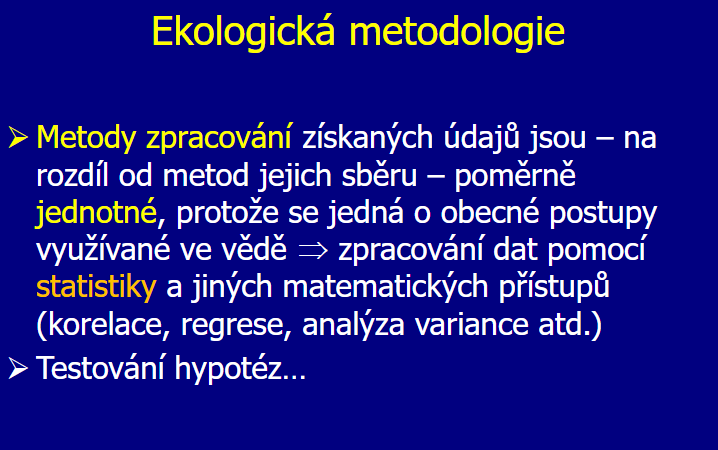 Ekologická metodologie
➢ Metody zpracování získaných údajů jsou – na
rozdíl od metod jejich sběru – poměrně
jednotné, protože se jedná o obecné postupy
využívané ve vědě ⇒ zpracování dat pomocí
statistiky a jiných matematických přístupů
(korelace, regrese, analýza variance atd.)
➢ Testování hypotéz…